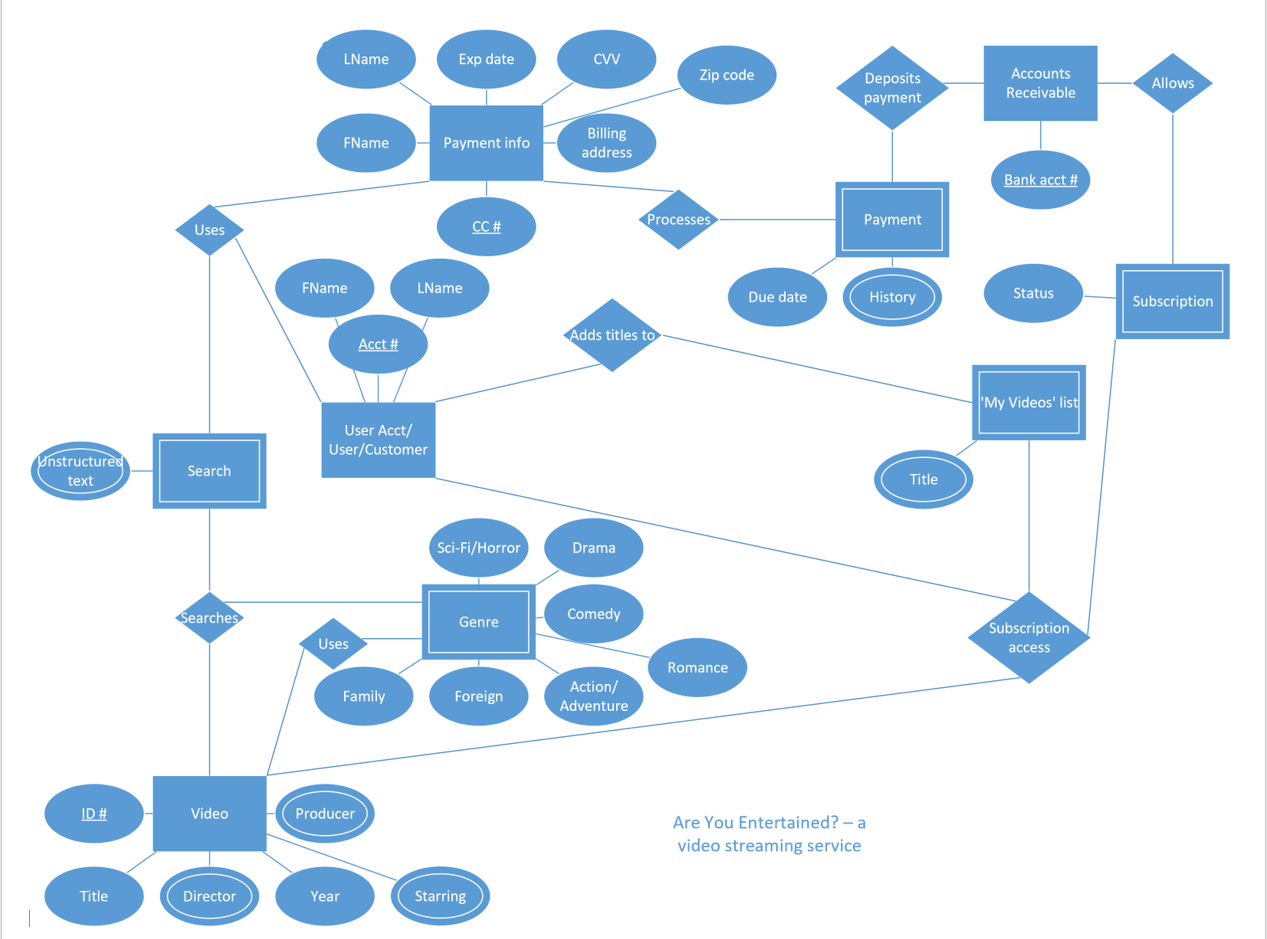 LName
Exp date
CVV
Zip code
Deposits
payment
Accounts
Receivable
Allows
FName
Payment info
Billing
address
Bank acct #
Uses
CC #
Processes
Payment
FName
LName
Due date
History
Status
Subscription
Acct #
Adds titles to
'My Videos' list
User Acct/
User/Customer
Unstructured
text
Search
Title
Sci-Fi/Horror
Drama
Searches
Genre
Comedy
Uses
Subscription
access
Family
Foreign
Action/
Adventure
Romance
ID #
Video
Producer
Are You Entertained? – a
video streaming service
Title
Director
Year
Starring